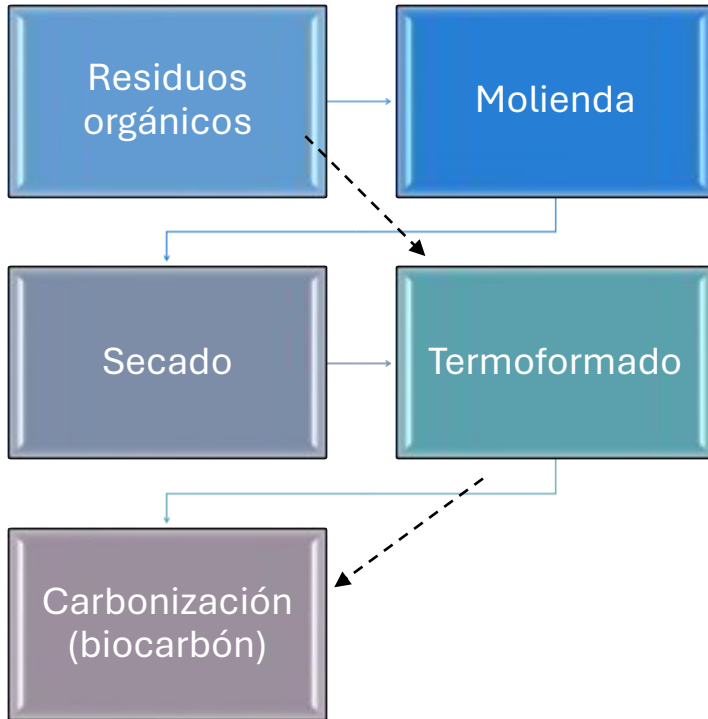 Residuos
orgánicos
Molienda
Secado
Termoformado
Carbonización
(biocarbón)